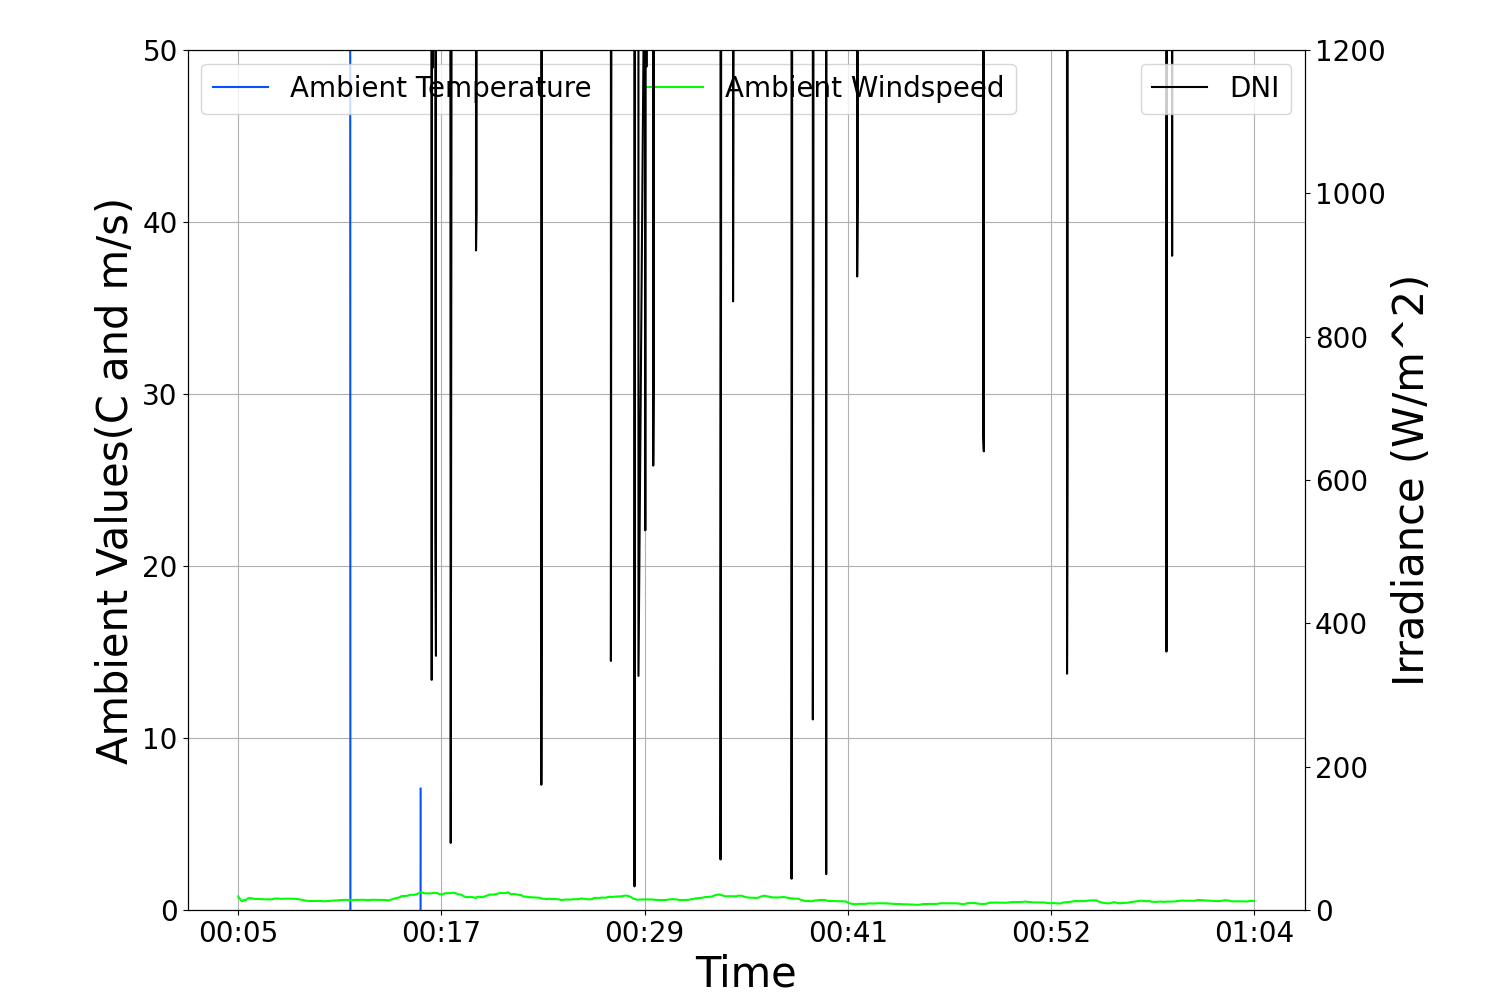 50
40
30
20
10
0
Ambient Values(C and m/s)
Ambient Temperature
Ambient Windspeed
DNI
1200
1000
800
600
400
200
0
Irradiance (W/m^2)
00:05 00:17 00:29 00:41 00:52 01:04
Time